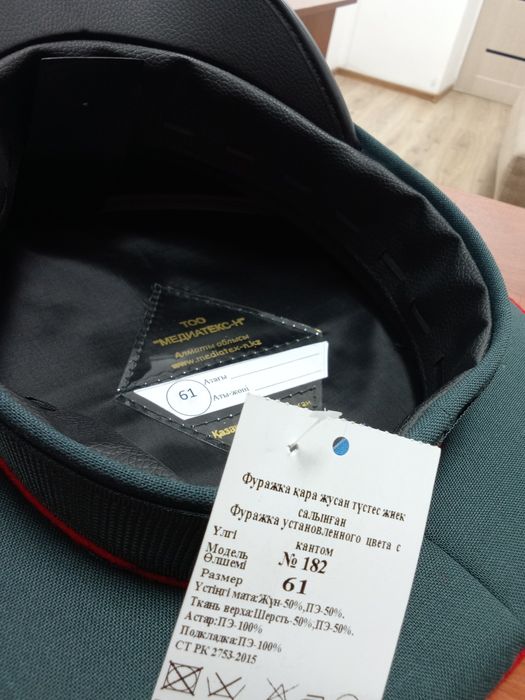 ТОО
"МЕДИАТЕКС-Н"
Алматы облысы
www.mediatex-n.kz
61
Атағы
Аты-жөні
Фуражка қара жусан түстес жиек
салынған
Фуражка установленного цвета с
кантом
Үлгі
Модель № 182
Өлшемі
Размер 61
Үстіңгі мата:Жүн-50%,ПЭ-50%.
Ткань верха:Шерсть-50%,ПЭ-50%.
Астар:ПЭ-100%
Подкладка:ПЭ-100%
СТ РК 2753-2015